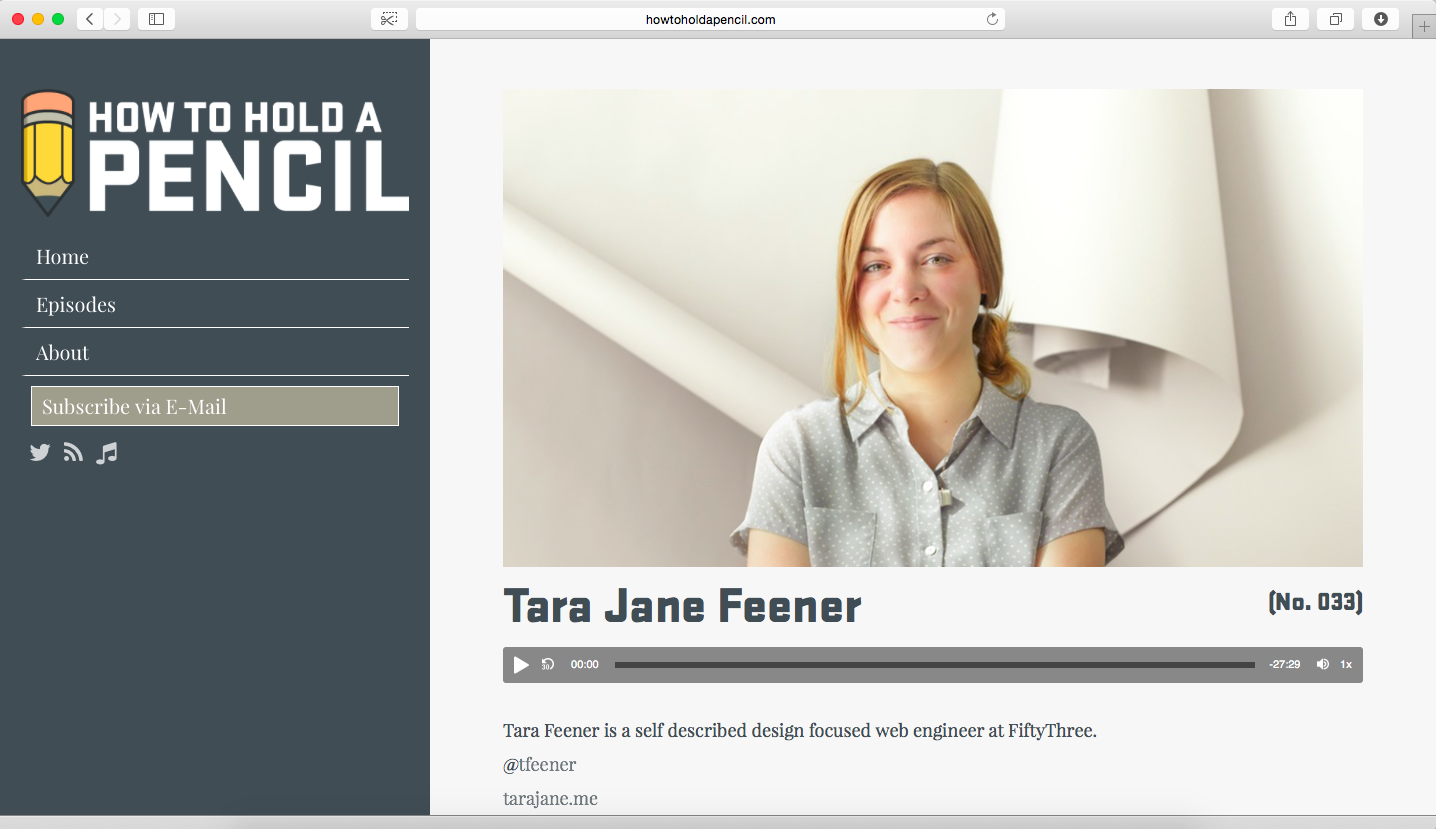 howtoholdapencil.com
HOW TO HOLD A
PENCIL
Home
Episodes
About
Subscribe via E-Mail
Tara Jane Feener
(No. 033)
30 00:00 -27:29 1x
Tara Feener is a self described design focused web engineer at FiftyThree.
@tfeener
tarajane.me